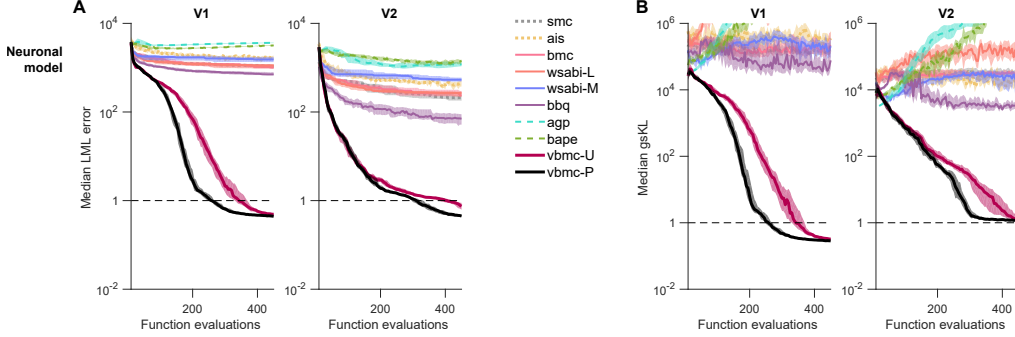 A
B
V1
V2
V1
V2
Neuronal
model
Median LML error
10^4
10^2
1
10^-2
200
400
Function evaluations
10^4
10^2
1
10^-2
200
400
Function evaluations
smc
ais
bmc
wsabi-L
wsabi-M
bbq
agp
bape
vbmc-U
vbmc-P
Median gsKL
10^6
10^4
10^2
1
10^-2
200
400
Function evaluations
10^6
10^4
10^2
1
10^-2
200
400
Function evaluations